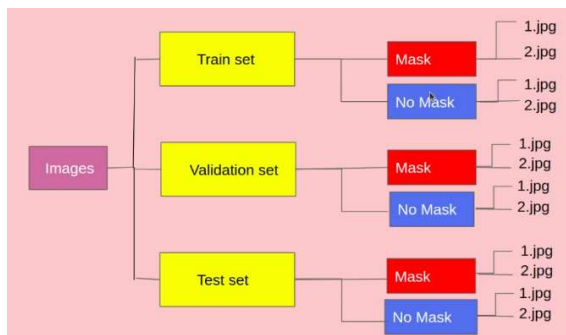 Images
Train set
Mask
1.jpg
2.jpg
No Mask
1.jpg
2.jpg
Validation set
Mask
1.jpg
2.jpg
No Mask
1.jpg
2.jpg
Test set
Mask
1.jpg
2.jpg
No Mask
1.jpg
2.jpg